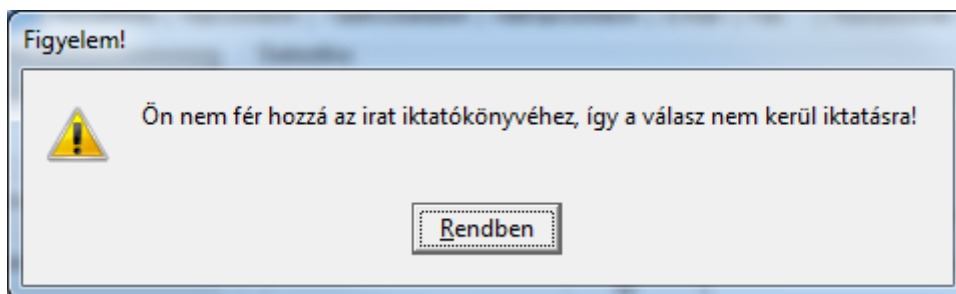 Figyelem!
Ön nem fér hozzá az irat iktatókönyvéhez, így a válasz nem kerül iktatásra!
Rendben